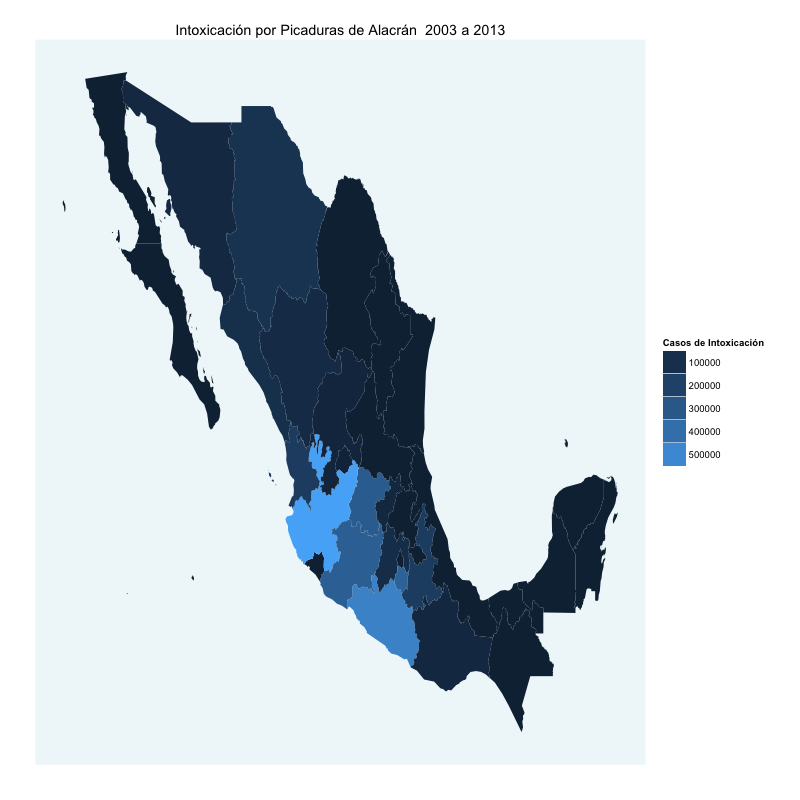 Intoxicación por Picaduras de Alacrán  2003 a 2013
Casos de Intoxicación
100000
200000
300000
400000
500000